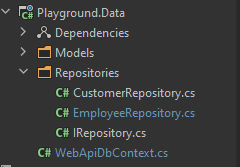 Playground.Data
Dependencies
Models
Repositories
C# CustomerRepository.cs
C# EmployeeRepository.cs
C# IRepository.cs
C# WebApiDbContext.cs